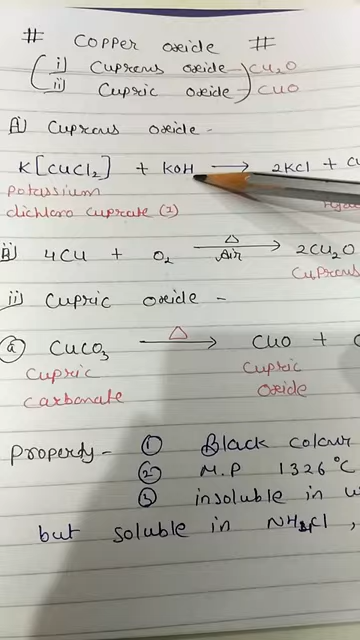 # COPPER OXIDE #
i) Cuprous oxide Cu2O
ii) Cupric oxide CuO
i) Cuprous oxide -
K[CuCl2] + KOH → 2KCl + Cu
Potassium
dichloro cuprate (1)
ii) 4Cu + O2 →△ Air 2Cu2O
Cuprous
ii) Cupric oxide -
a) CuCO3 →△ CuO +
Cupric Cupric
carbonate oxide
Property - ① Black colour
② M.P 1326°C
③ insoluble in w
but soluble in NH4Cl,